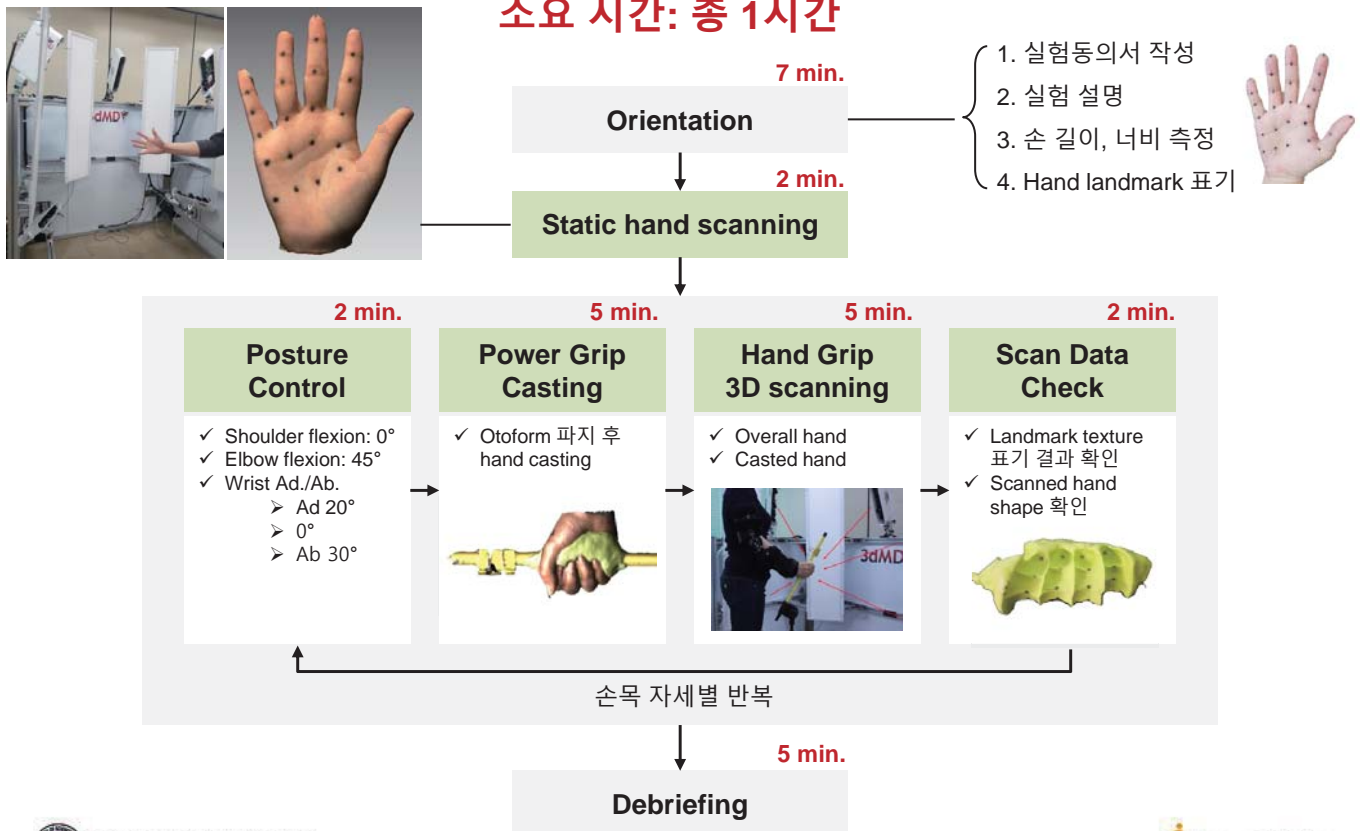 소요 시간: 총 1시간
7 min.
Orientation
1. 실험동의서 작성
2. 실험 설명
3. 손 길이, 너비 측정
4. Hand landmark 표기
2 min.
Static hand scanning
2 min.
Posture
Control
✓ Shoulder flexion: 0°
✓ Elbow flexion: 45°
✓ Wrist Ad./Ab.
➢ Ad 20°
➢ 0°
➢ Ab 30°
5 min.
Power Grip
Casting
✓ Otoform 파지 후
hand casting
5 min.
Hand Grip
3D scanning
✓ Overall hand
✓ Casted hand
3dMD
2 min.
Scan Data
Check
✓ Landmark texture
표기 결과 확인
✓ Scanned hand
shape 확인
손목 자세별 반복
5 min.
Debriefing